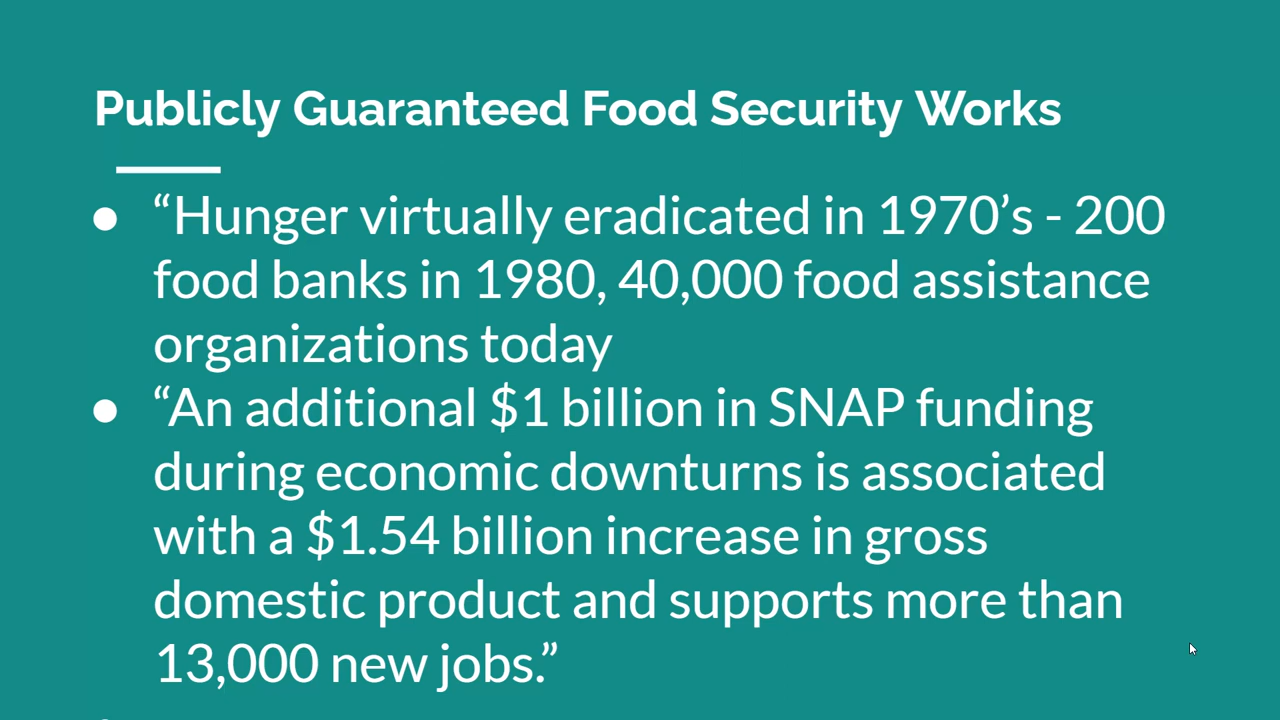 Publicly Guaranteed Food Security Works
● “Hunger virtually eradicated in 1970’s - 200
food banks in 1980, 40,000 food assistance
organizations today
● “An additional $1 billion in SNAP funding
during economic downturns is associated
with a $1.54 billion increase in gross
domestic product and supports more than
13,000 new jobs.”